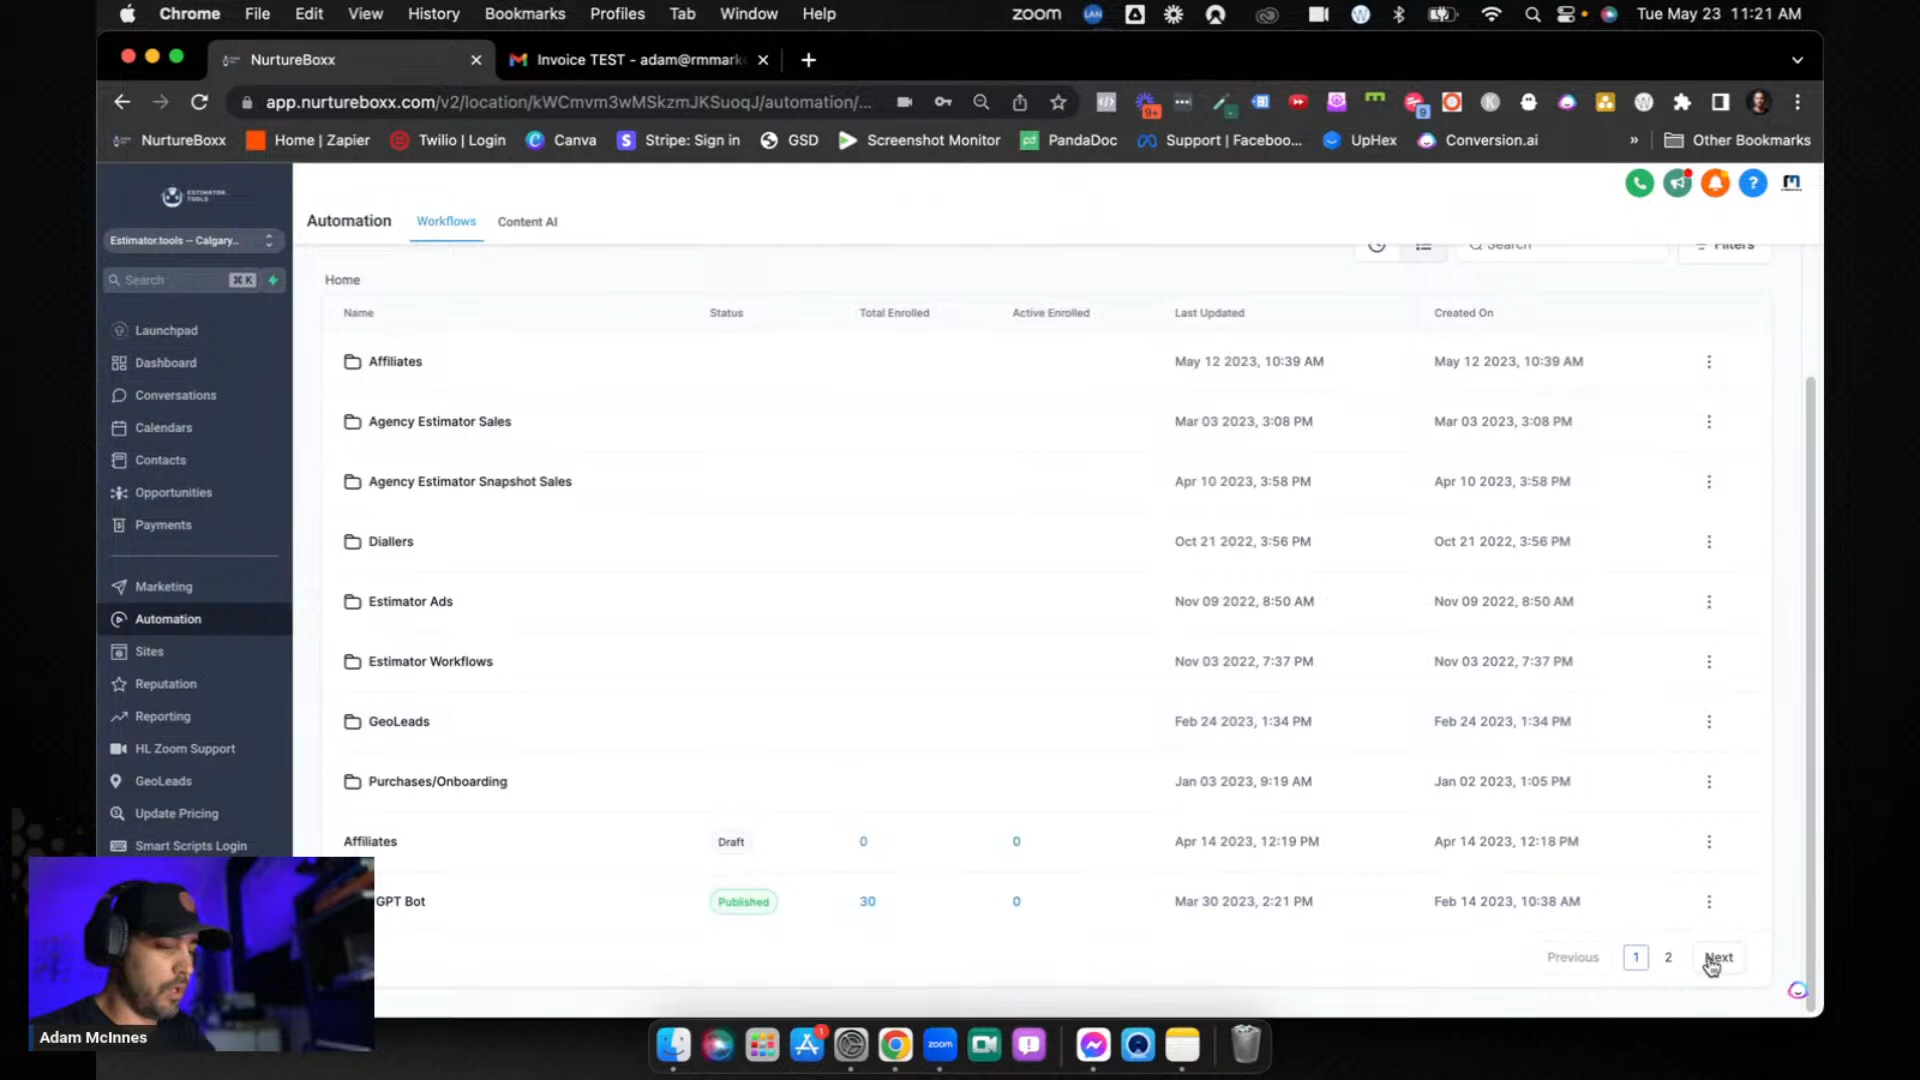 Chrome File Edit View History Bookmarks Profiles Tab Window Help zoom LAN Tue May 23 11:21 AM
NurtureBoxx
Invoice TEST - adam@rmmark
app.nurtureboxx.com/v2/location/kWCmvm3wMSkzmJKSuoqJ/automation/...
NurtureBoxx Home | Zapier Twilio | Login Canva Stripe: Sign in GSD Screenshot Monitor PandaDoc Support | Faceboo... UpHex Conversion.ai » Other Bookmarks
ESTIMATOR
TOOLS
Estimator.tools -- Calgary...
Search ⌘K
Launchpad
Dashboard
Conversations
Calendars
Contacts
Opportunities
Payments
Marketing
Automation
Sites
Reputation
Reporting
HL Zoom Support
GeoLeads
Update Pricing
Smart Scripts Login
Automation Workflows Content AI
Search Filters
Home
Name Status Total Enrolled Active Enrolled Last Updated Created On
Affiliates May 12 2023, 10:39 AM May 12 2023, 10:39 AM
Agency Estimator Sales Mar 03 2023, 3:08 PM Mar 03 2023, 3:08 PM
Agency Estimator Snapshot Sales Apr 10 2023, 3:58 PM Apr 10 2023, 3:58 PM
Diallers Oct 21 2022, 3:56 PM Oct 21 2022, 3:56 PM
Estimator Ads Nov 09 2022, 8:50 AM Nov 09 2022, 8:50 AM
Estimator Workflows Nov 03 2022, 7:37 PM Nov 03 2022, 7:37 PM
GeoLeads Feb 24 2023, 1:34 PM Feb 24 2023, 1:34 PM
Purchases/Onboarding Jan 03 2023, 9:19 AM Jan 02 2023, 1:05 PM
Affiliates Draft 0 0 Apr 14 2023, 12:19 PM Apr 14 2023, 12:18 PM
GPT Bot Published 30 0 Mar 30 2023, 2:21 PM Feb 14 2023, 10:38 AM
Previous 1 2 Next
Adam McInnes
zoom